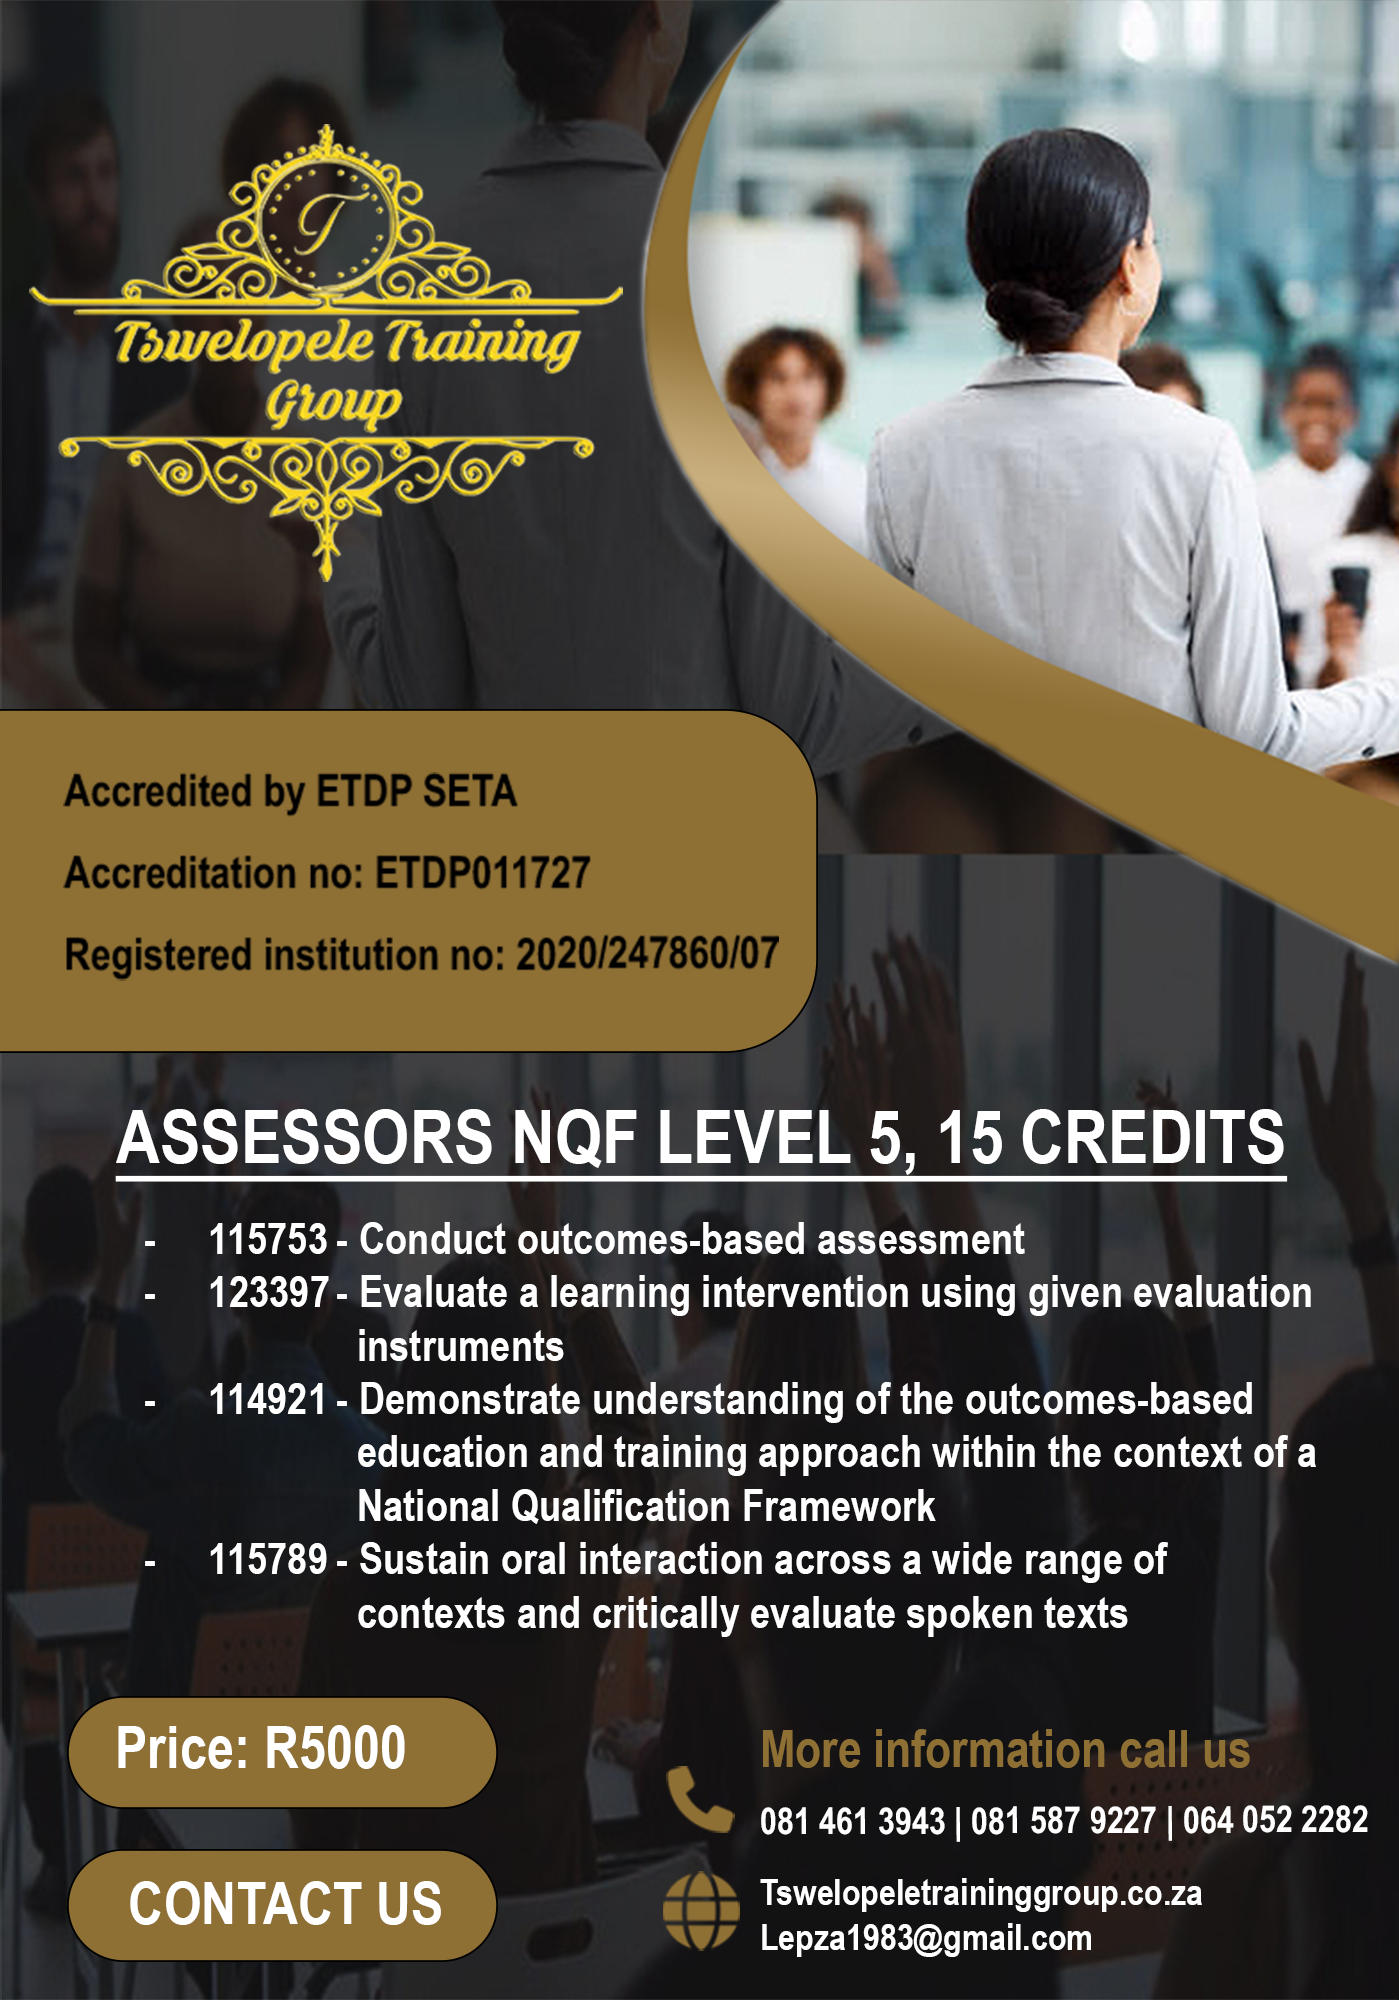 T
Tswelopele Training
Group
Accredited by ETDP SETA
Accreditation no: ETDP011727
Registered institution no: 2020/247860/07
ASSESSORS NQF LEVEL 5, 15 CREDITS
- 115753 - Conduct outcomes-based assessment
- 123397 - Evaluate a learning intervention using given evaluation
instruments
- 114921 - Demonstrate understanding of the outcomes-based
education and training approach within the context of a
National Qualification Framework
- 115789 - Sustain oral interaction across a wide range of
contexts and critically evaluate spoken texts
Price: R5000
CONTACT US
More information call us
081 461 3943 | 081 587 9227 | 064 052 2282
Tswelopeletraininggroup.co.za
Lepza1983@gmail.com